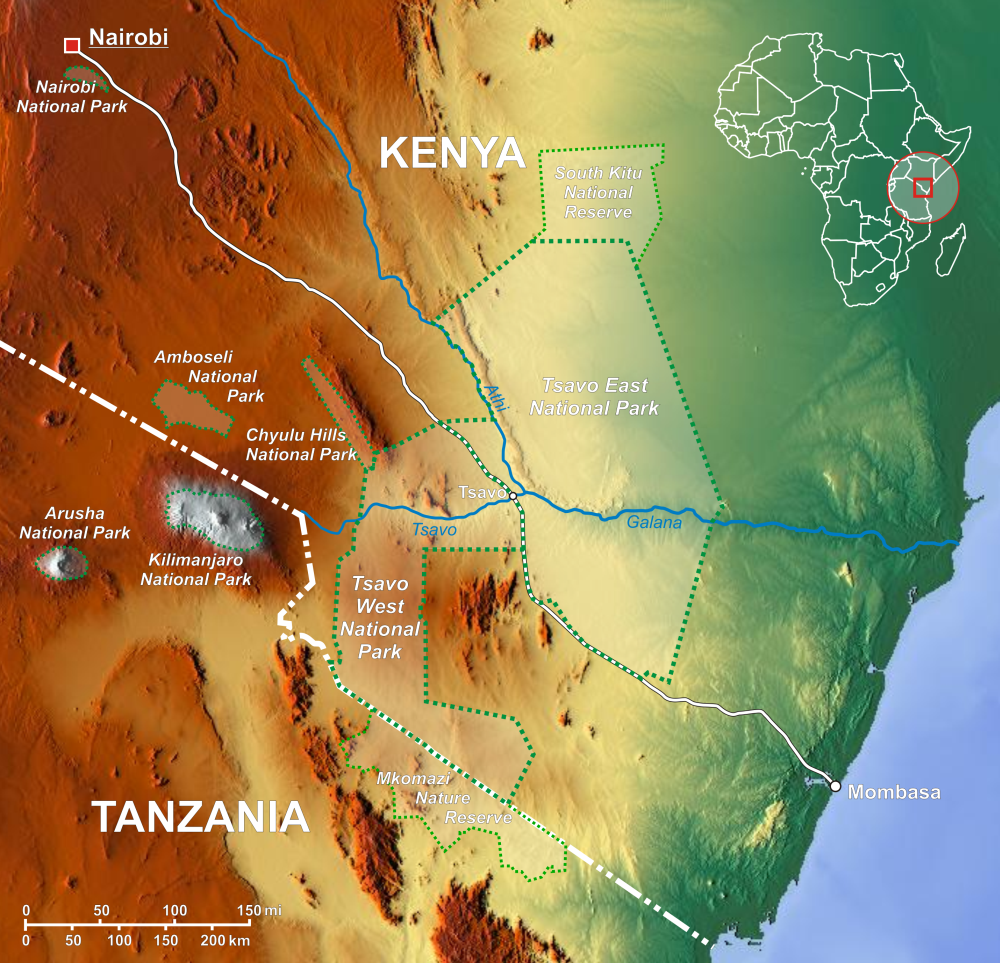 Nairobi
Nairobi
National Park
KENYA
South Kitu
National
Reserve
Amboseli
National
Park
Tsavo East
National Park
Athi
Chyulu Hills
National Park
Tsavo
Arusha
National Park
Tsavo
Galana
Kilimanjaro
National Park
Tsavo
West
National
Park
Mkomazi
Nature
Reserve
TANZANIA
Mombasa
0 50 100 150 mi
0 50 100 150 200 km